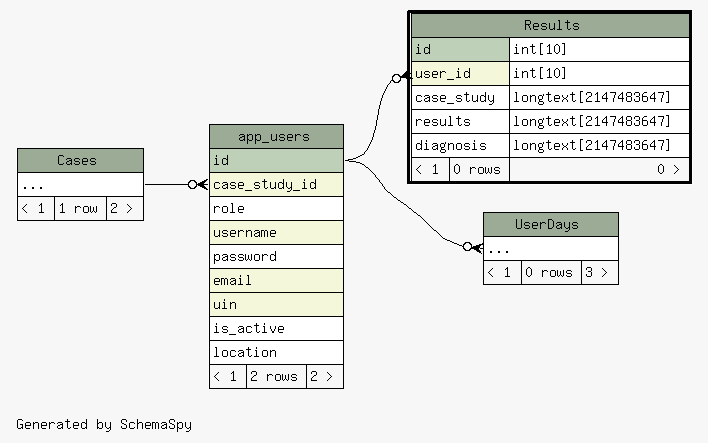 Results
id int[10]
user_id int[10]
case_study longtext[2147483647]
results longtext[2147483647]
diagnosis longtext[2147483647]
< 1 0 rows 0 >
app_users
id
case_study_id
role
username
password
email
uin
is_active
location
< 1 2 rows 2 >
Cases
...
< 1 1 row 2 >
UserDays
...
< 1 0 rows 3 >
Generated by SchemaSpy